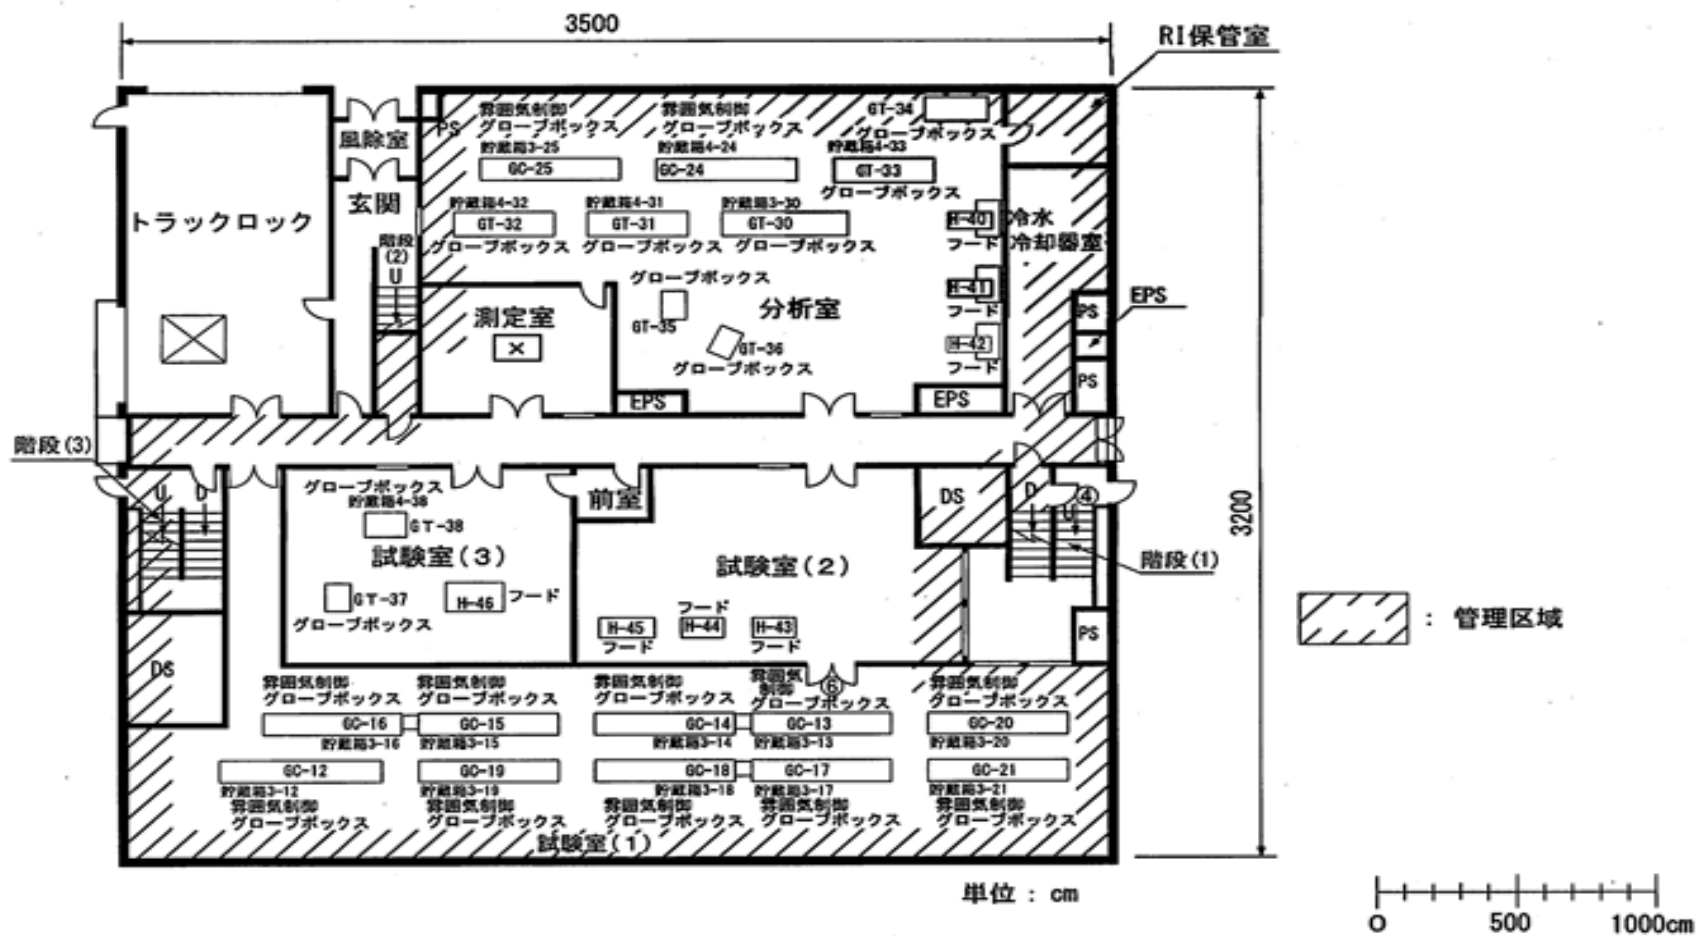 3500
RI保管室
雰囲気制御
グローブボックス
雰囲気制御
グローブボックス
GT-34
グローブボックス
PS
風除室
貯蔵箱3-25
貯蔵箱4-24
貯蔵箱4-33
GC-25
GC-24
GT-33
グローブボックス
玄関
トラックロック
貯蔵箱4-32
貯蔵箱4-31
貯蔵箱3-30
GT-32
GT-31
GT-30
グローブボックス
グローブボックス
グローブボックス
H-40
フード
冷水
冷却器室
階段
(2)
U
グローブボックス
GT-35
分析室
H-41
フード
EPS
PS
測定室
GT-36
グローブボックス
H-42
フード
PS
EPS
EPS
階段(3)
U
D
グローブボックス
貯蔵箱4-38
GT-38
前室
DS
D
U
④
試験室(3)
試験室(2)
階段(1)
3200
GT-37
グローブボックス
H-46
フード
フード
H-45
フード
H-44
H-43
フード
PS
: 管理区域
DS
雰囲気制御
グローブボックス
雰囲気制御
グローブボックス
雰囲気制御
グローブボックス
雰囲気
制御
グローブボックス
⑥
雰囲気制御
グローブボックス
GC-16
GC-15
GC-14
GC-13
GC-20
貯蔵箱3-16
貯蔵箱3-15
貯蔵箱3-14
貯蔵箱3-13
貯蔵箱3-20
GC-12
GC-19
GC-18
GC-17
GC-21
貯蔵箱3-12
貯蔵箱3-19
貯蔵箱3-18
貯蔵箱3-17
貯蔵箱3-21
雰囲気制御
グローブボックス
雰囲気制御
グローブボックス
雰囲気制御
グローブボックス
雰囲気制御
グローブボックス
雰囲気制御
グローブボックス
試験室(1)
単位 : cm
0
500
1000cm